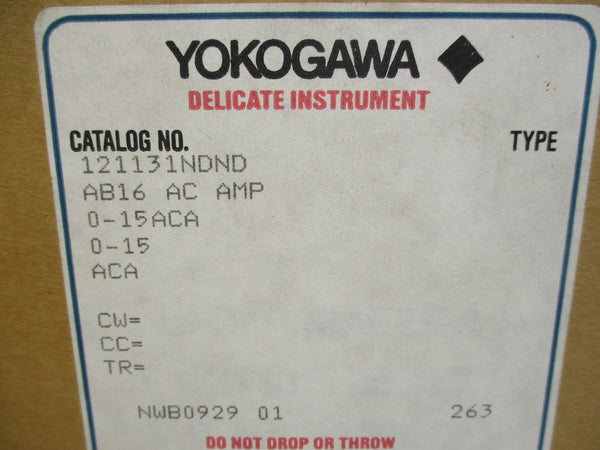 YOKOGAWA
DELICATE INSTRUMENT
CATALOG NO. TYPE
121131NDND
AB16 AC AMP
0-15ACA
0-15
ACA
CW=
CC=
TR=
NWB0929 01 263
DO NOT DROP OR THROW